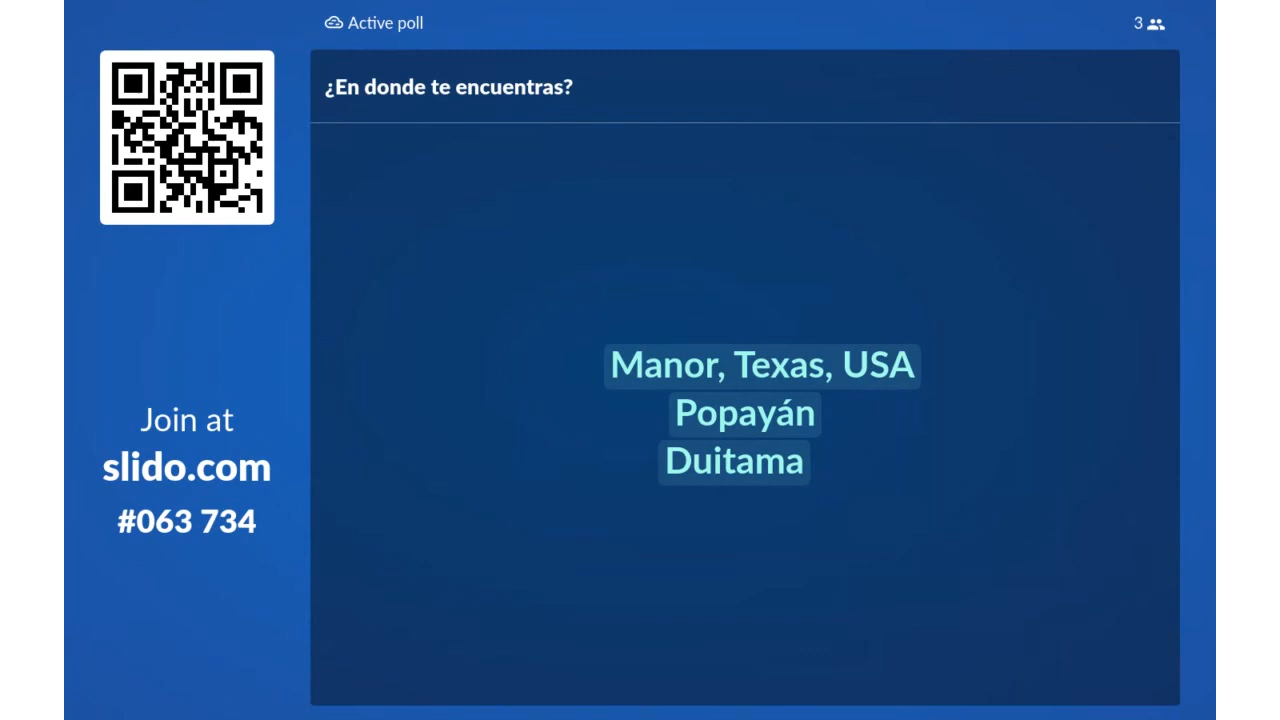 Active poll
3
¿En donde te encuentras?
Manor, Texas, USA
Popayán
Duitama
Join at
slido.com
#063 734